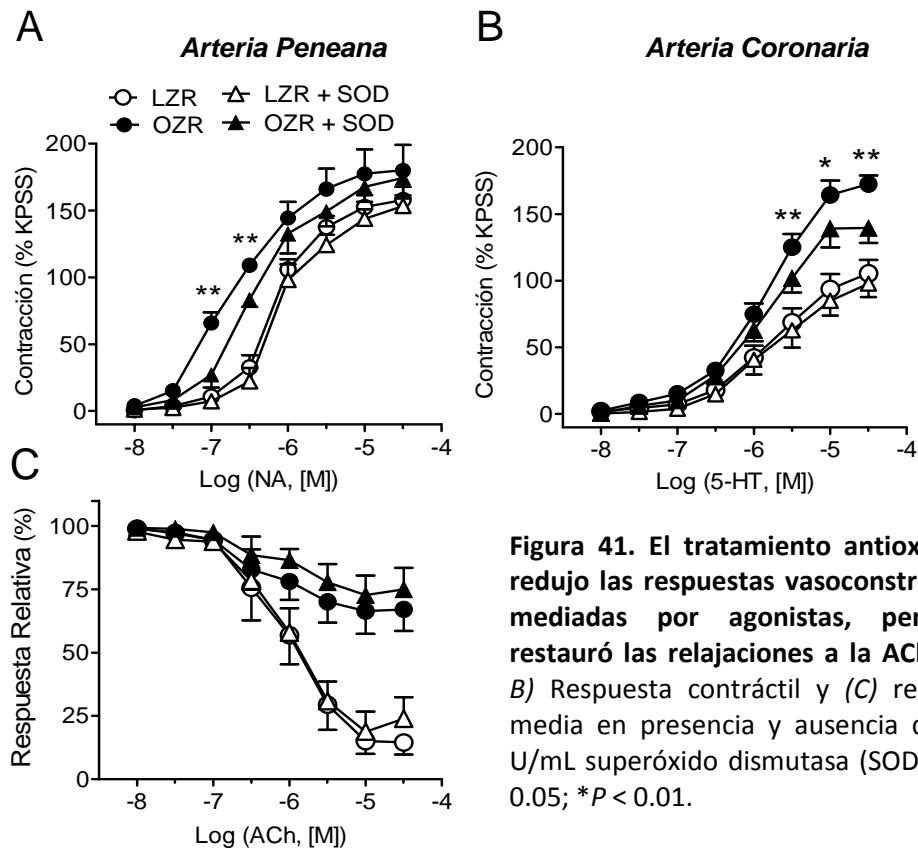 A
Arteria Peneana
LZR
LZR + SOD
OZR
OZR + SOD
200
150
100
50
0
Contracción (% KPSS)
**
**
-8
-7
-6
-5
-4
Log (NA, [M])
B
Arteria Coronaria
200
150
100
50
0
Contracción (% KPSS)
**
*
**
-8
-7
-6
-5
-4
Log (5-HT, [M])
C
100
75
50
25
0
Respuesta Relativa (%)
-8
-7
-6
-5
-4
Log (ACh, [M])
Figura 41. El tratamiento antiox
redujo las respuestas vasoconstr
mediadas por agonistas, per
restauró las relajaciones a la ACh
B) Respuesta contráctil y (C) re
media en presencia y ausencia
U/mL superóxido dismutasa (SOD
0.05; *P < 0.01.